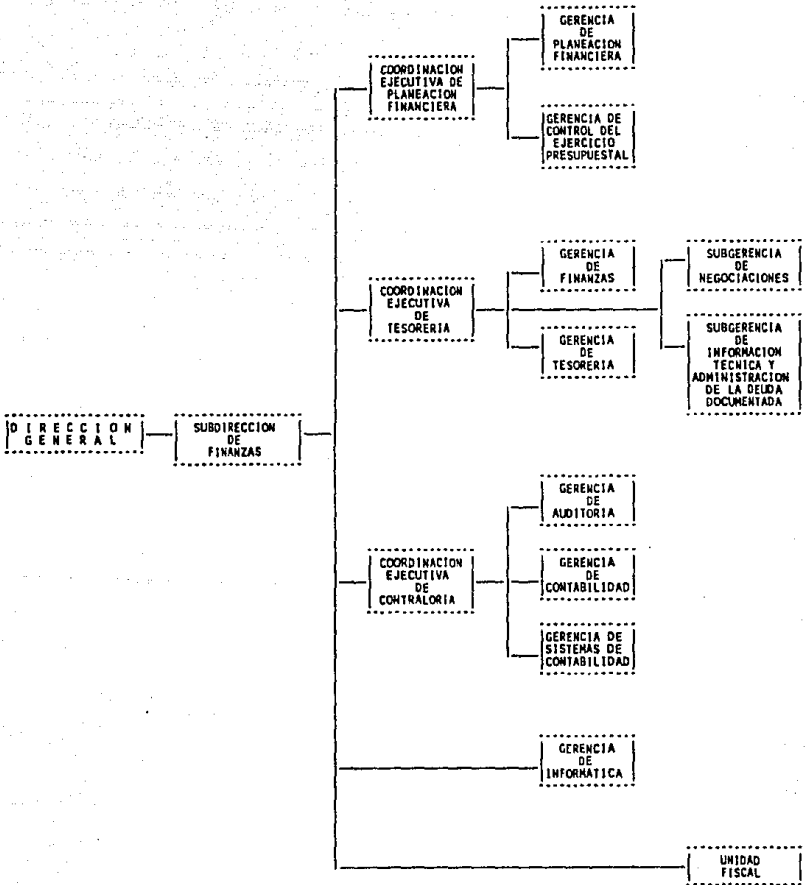 GERENCIA
DE
PLANEACION
FINANCIERA
COORDINACION
EJECUTIVA DE
PLANEACION
FINANCIERA
GERENCIA DE
CONTROL DEL
EJERCICIO
PRESUPUESTAL
GERENCIA
DE
FINANZAS
SUBGERENCIA
DE
NEGOCIACIONES
COORDINACION
EJECUTIVA
DE
TESORERIA
GERENCIA
DE
TESORERIA
SUBGERENCIA
DE
INFORMACION
TECNICA Y
ADMINISTRACION
DE LA DEUDA
DOCUMENTADA
D I R E C C I O N
G E N E R A L
SUBDIRECCION
DE
FINANZAS
GERENCIA
DE
AUDITORIA
COORDINACION
EJECUTIVA
DE
CONTRALORIA
GERENCIA
DE
CONTABILIDAD
GERENCIA DE
SISTEMAS DE
CONTABILIDAD
GERENCIA
DE
INFORMATICA
UNIDAD
FISCAL